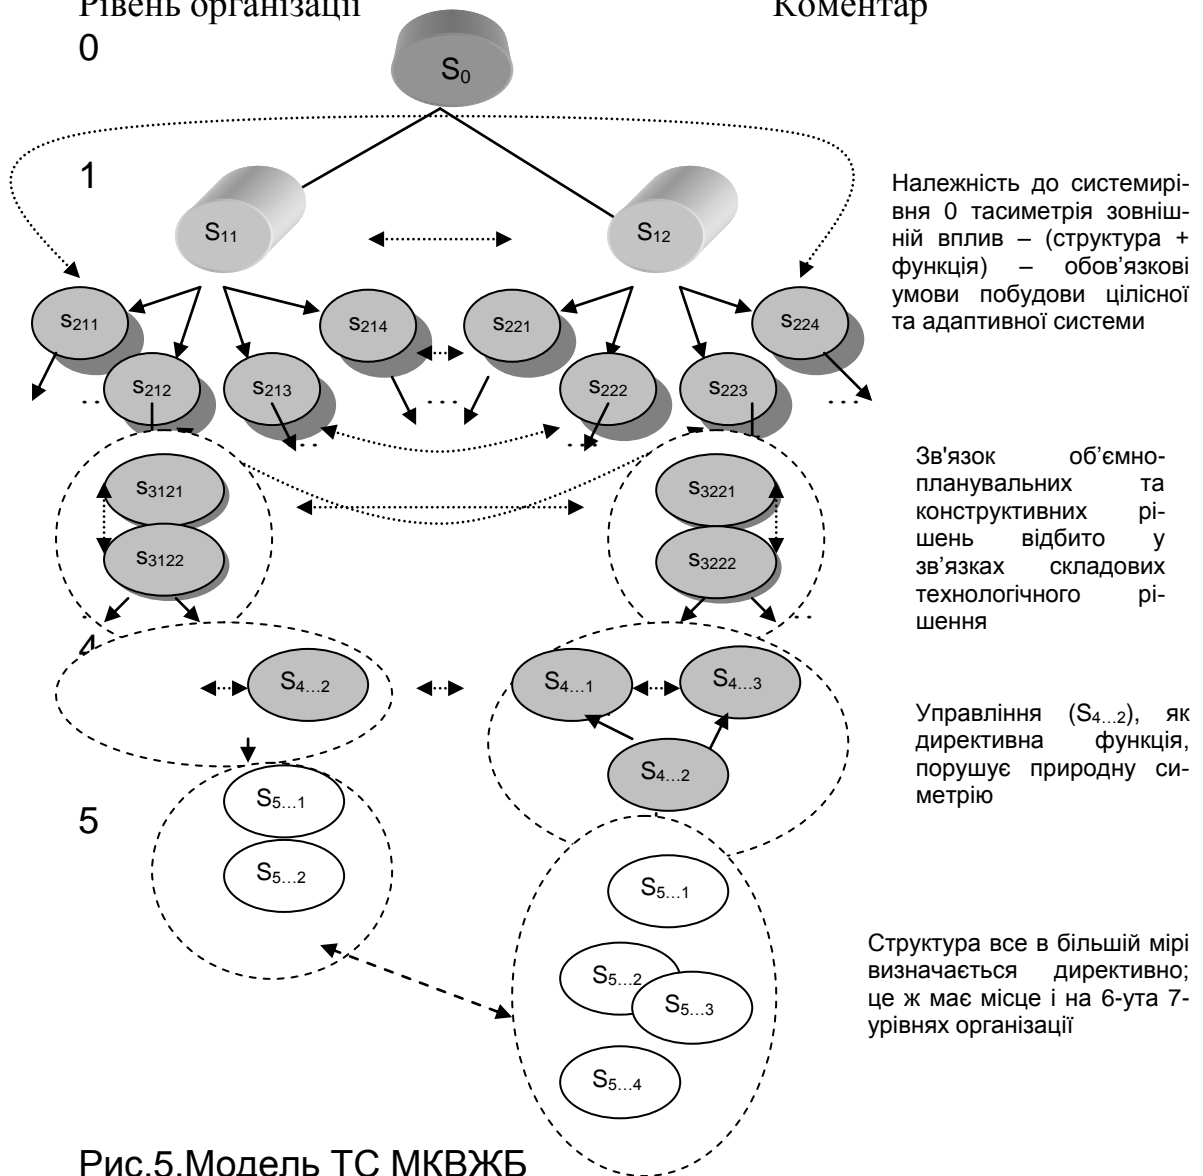 Рівень організації Коментар
0
S0
1
S11
S12
Належність до системирі-
вня 0 тасиметрія зовніш-
ній вплив – (структура +
функція) – обов’язкові
умови побудови цілісної
та адаптивної системи
s211
s214
s221
s224
s212
s213
s222
s223
...
...
...
...
...
Зв'язок об’ємно-
планувальних та
конструктивних рі-
шень відбито у
зв’язках складових
технологічного рі-
шення
s3121
s3221
s3122
s3222
...
4
S4...2
S4...1
S4...3
S4...2
Управління (S4...2), як
директивна функція,
порушує природну си-
метрію
5
S5...1
S5...2
S5...1
S5...2
S5...3
S5...4
Структура все в більшій мірі
визначається директивно;
це ж має місце і на 6-ута 7-
урівнях організації
Рис.5.Модель ТС МКВЖБ